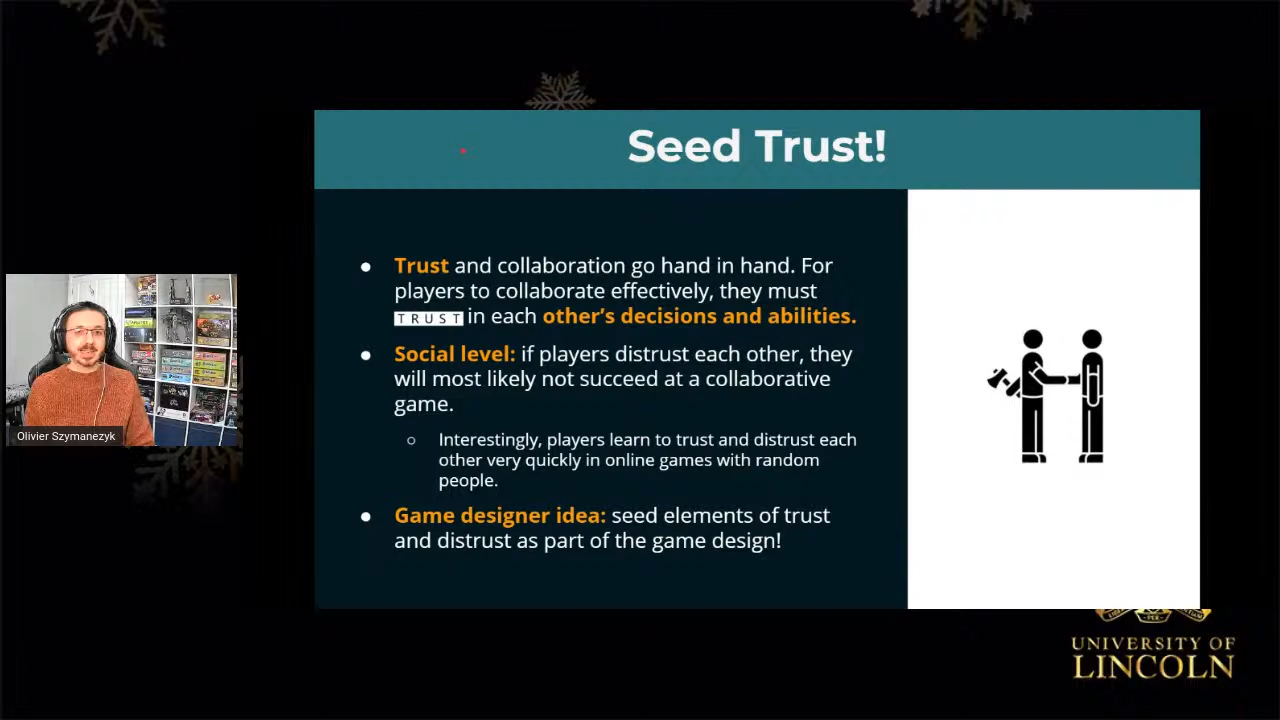 Seed Trust!
Trust and collaboration go hand in hand. For
players to collaborate effectively, they must
TRUST in each other's decisions and abilities.
Social level: if players distrust each other, they
will most likely not succeed at a collaborative
game.
Interestingly, players learn to trust and distrust each
other very quickly in online games with random
people.
Game designer idea: seed elements of trust
and distrust as part of the game design!
Olivier Szymanezyk
UNIVERSITY OF
LINCOLN